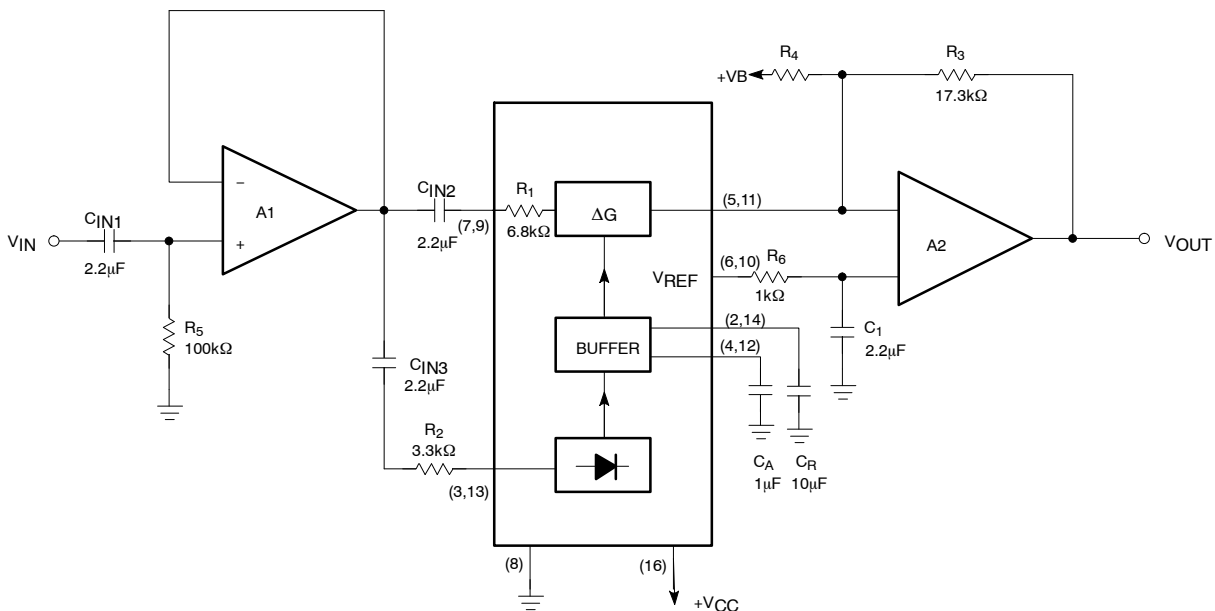 R4
R3
+VB
17.3kΩ
−
A1
+
CIN1
VIN
2.2µF
R5
100kΩ
CIN2
2.2µF
(7,9)
R1
6.8kΩ
ΔG
(5,11)
A2
VOUT
VREF
(6,10)
R6
1kΩ
C1
2.2µF
BUFFER
(2,14)
(4,12)
CIN3
2.2µF
R2
3.3kΩ
(3,13)
CA
1µF
CR
10µF
(8)
(16)
+VCC